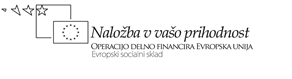 Naložba v vašo prihodnost
OPERACIJO DELNO FINANCIRA EVROPSKA UNIJA
Evropski socialni sklad